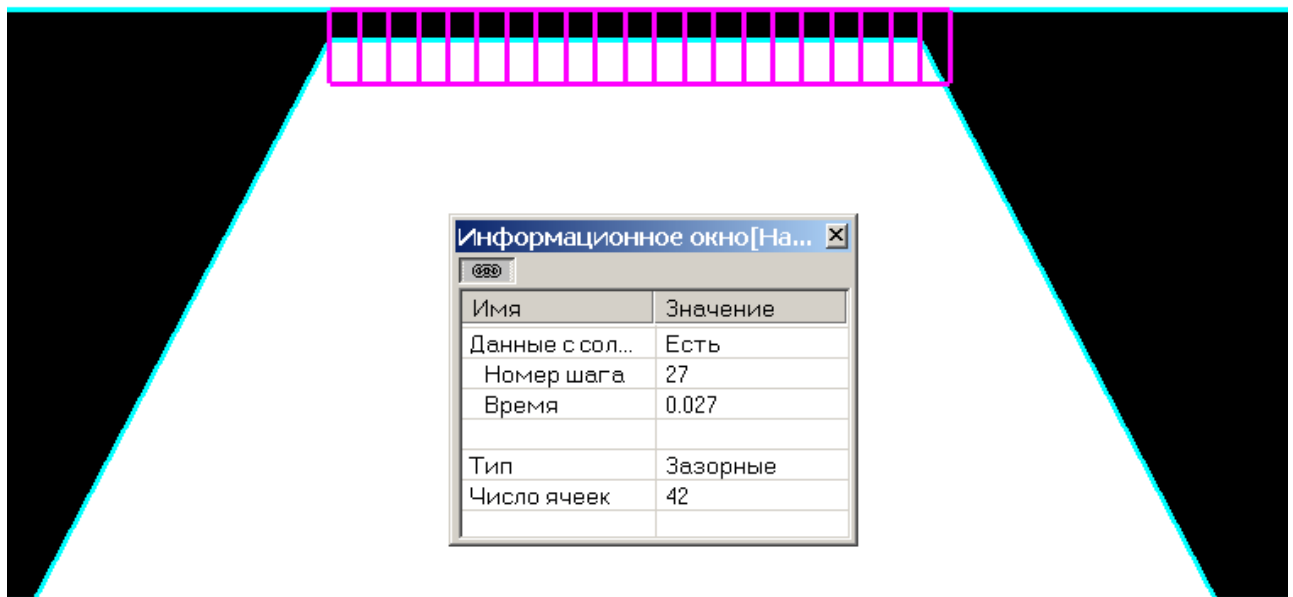 Информационное окно[На...
Имя Значение
Данные с сол... Есть
Номер шага 27
Время 0.027
Тип Зазорные
Число ячеек 42